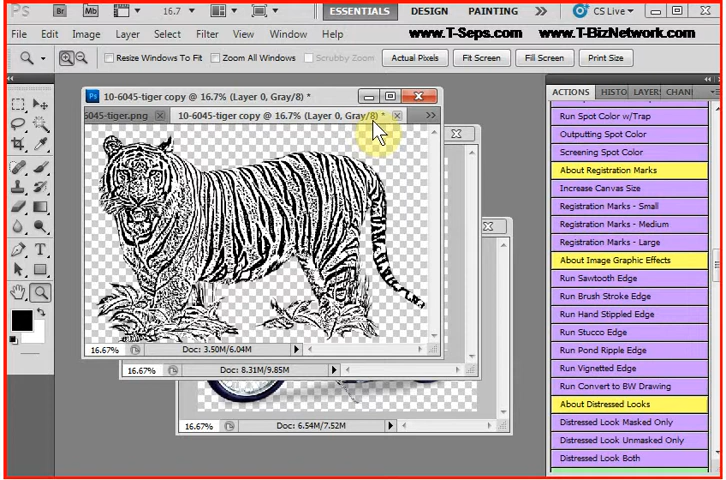 PS Br Mb 16.7 ESSENTIALS DESIGN PAINTING CS Live
File Edit Image Layer Select Filter View Window Help www.T-Seps.com www.T-BizNetwork.com
Resize Windows To Fit Zoom All Windows Scrubby Zoom Actual Pixels Fit Screen Fill Screen Print Size
Ps 10-6045-tiger copy @ 16.7% (Layer 0, Gray/8) *
6045-tiger.png 10-6045-tiger copy @ 16.7% (Layer 0, Gray/8) *
16.67% Doc: 3.50M/6.04M
16.67% Doc: 8.31M/9.85M
16.67% Doc: 6.54M/7.52M
T
ACTIONS HISTO LAYERS CHAN
Run Spot Color w/Trap
Outputting Spot Color
Screening Spot Color
About Registration Marks
Increase Canvas Size
Registration Marks - Small
Registration Marks - Medium
Registration Marks - Large
About Image Graphic Effects
Run Sawtooth Edge
Run Brush Stroke Edge
Run Hand Stippled Edge
Run Stucco Edge
Run Pond Ripple Edge
Run Vignetted Edge
Run Convert to BW Drawing
About Distressed Looks
Distressed Look Masked Only
Distressed Look Unmasked Only
Distressed Look Both